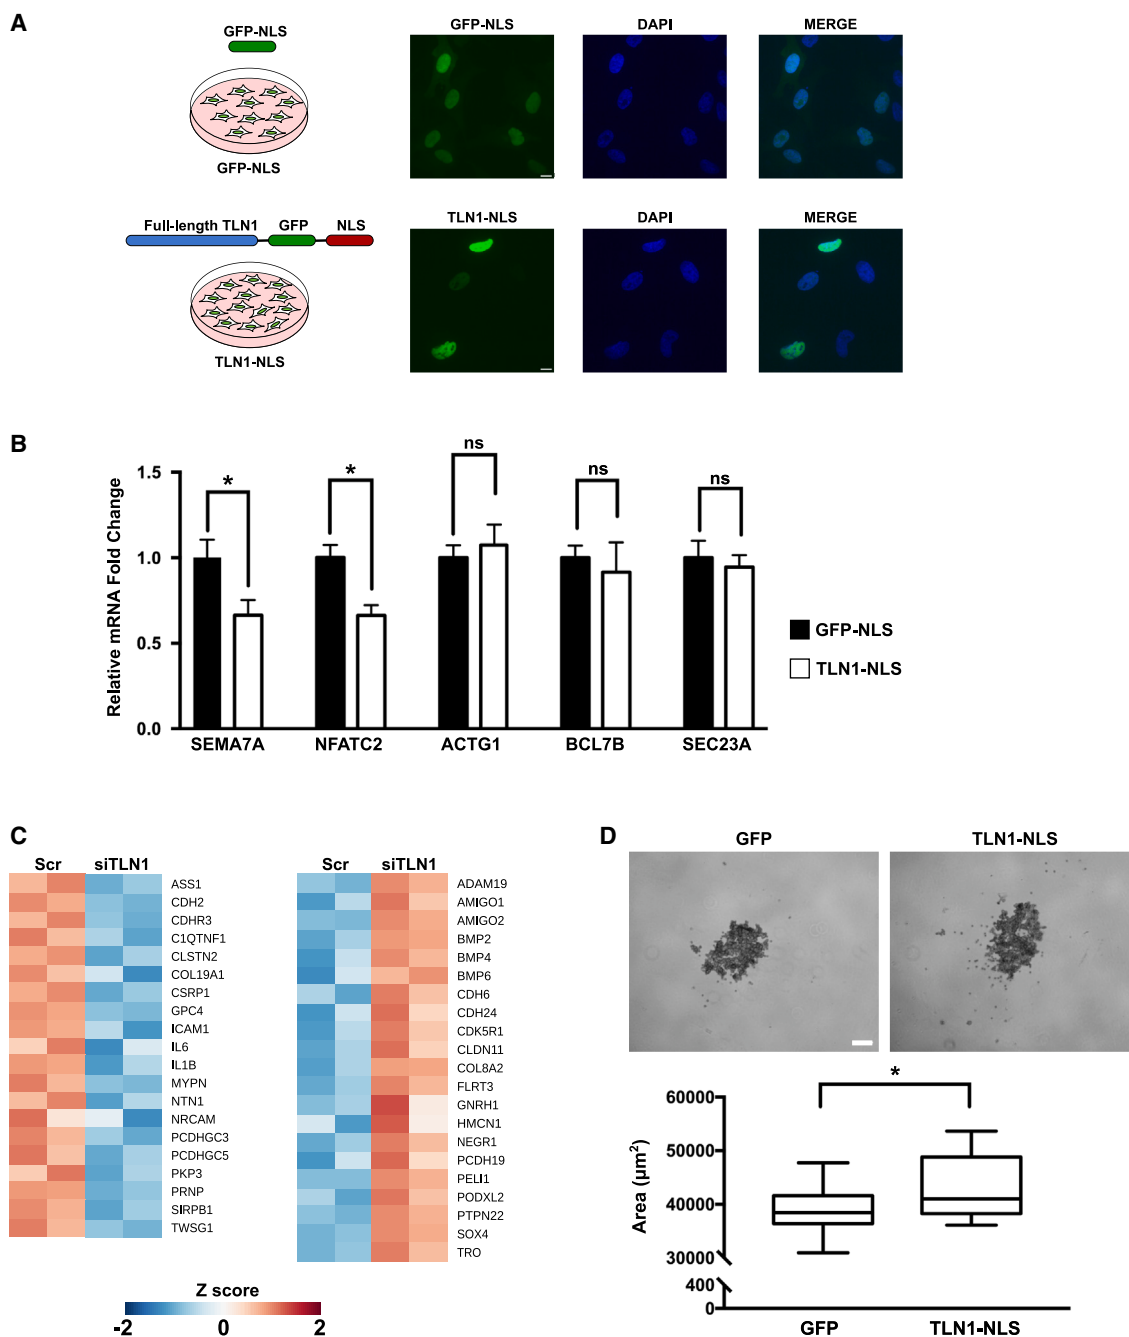 A
GFP-NLS
GFP-NLS
GFP-NLS
DAPI
MERGE
Full-length TLN1
GFP
NLS
TLN1-NLS
TLN1-NLS
DAPI
MERGE
B
Relative mRNA Fold Change
1.5
1.0
0.5
0.0
*
*
ns
ns
ns
SEMA7A
NFATC2
ACTG1
BCL7B
SEC23A
GFP-NLS
TLN1-NLS
C
Scr
siTLN1
ASS1
CDH2
CDHR3
C1QTNF1
CLSTN2
COL19A1
CSRP1
GPC4
ICAM1
IL6
IL1B
MYPN
NTN1
NRCAM
PCDHGC3
PCDHGC5
PKP3
PRNP
SIRPB1
TWSG1
Scr
siTLN1
ADAM19
AMIGO1
AMIGO2
BMP2
BMP4
BMP6
CDH6
CDH24
CDK5R1
CLDN11
COL8A2
FLRT3
GNRH1
HMCN1
NEGR1
PCDH19
PELI1
PODXL2
PTPN22
SOX4
TRO
Z score
-2
0
2
D
GFP
TLN1-NLS
Area (µm²)
60000
50000
40000
30000
400
0
*
GFP
TLN1-NLS